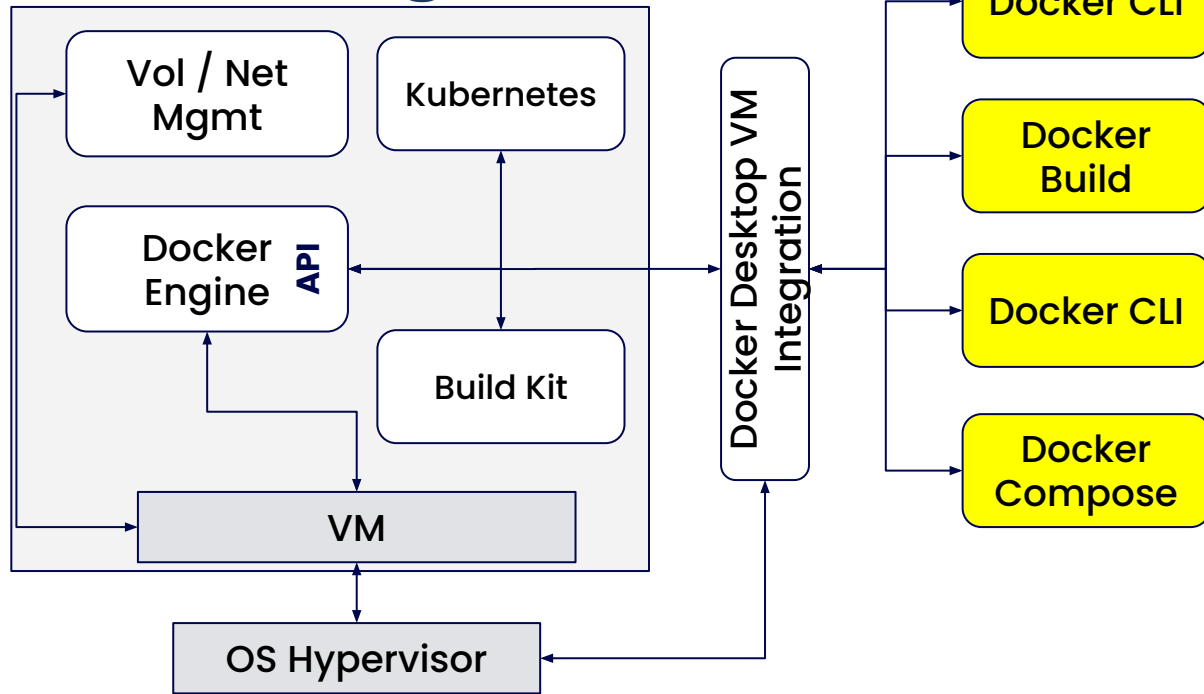 Docker CLI
Vol / Net
Mgmt
Kubernetes
Docker
Build
Docker
Engine
API
Docker Desktop VM
Integration
Docker CLI
Build Kit
Docker
Compose
VM
OS Hypervisor